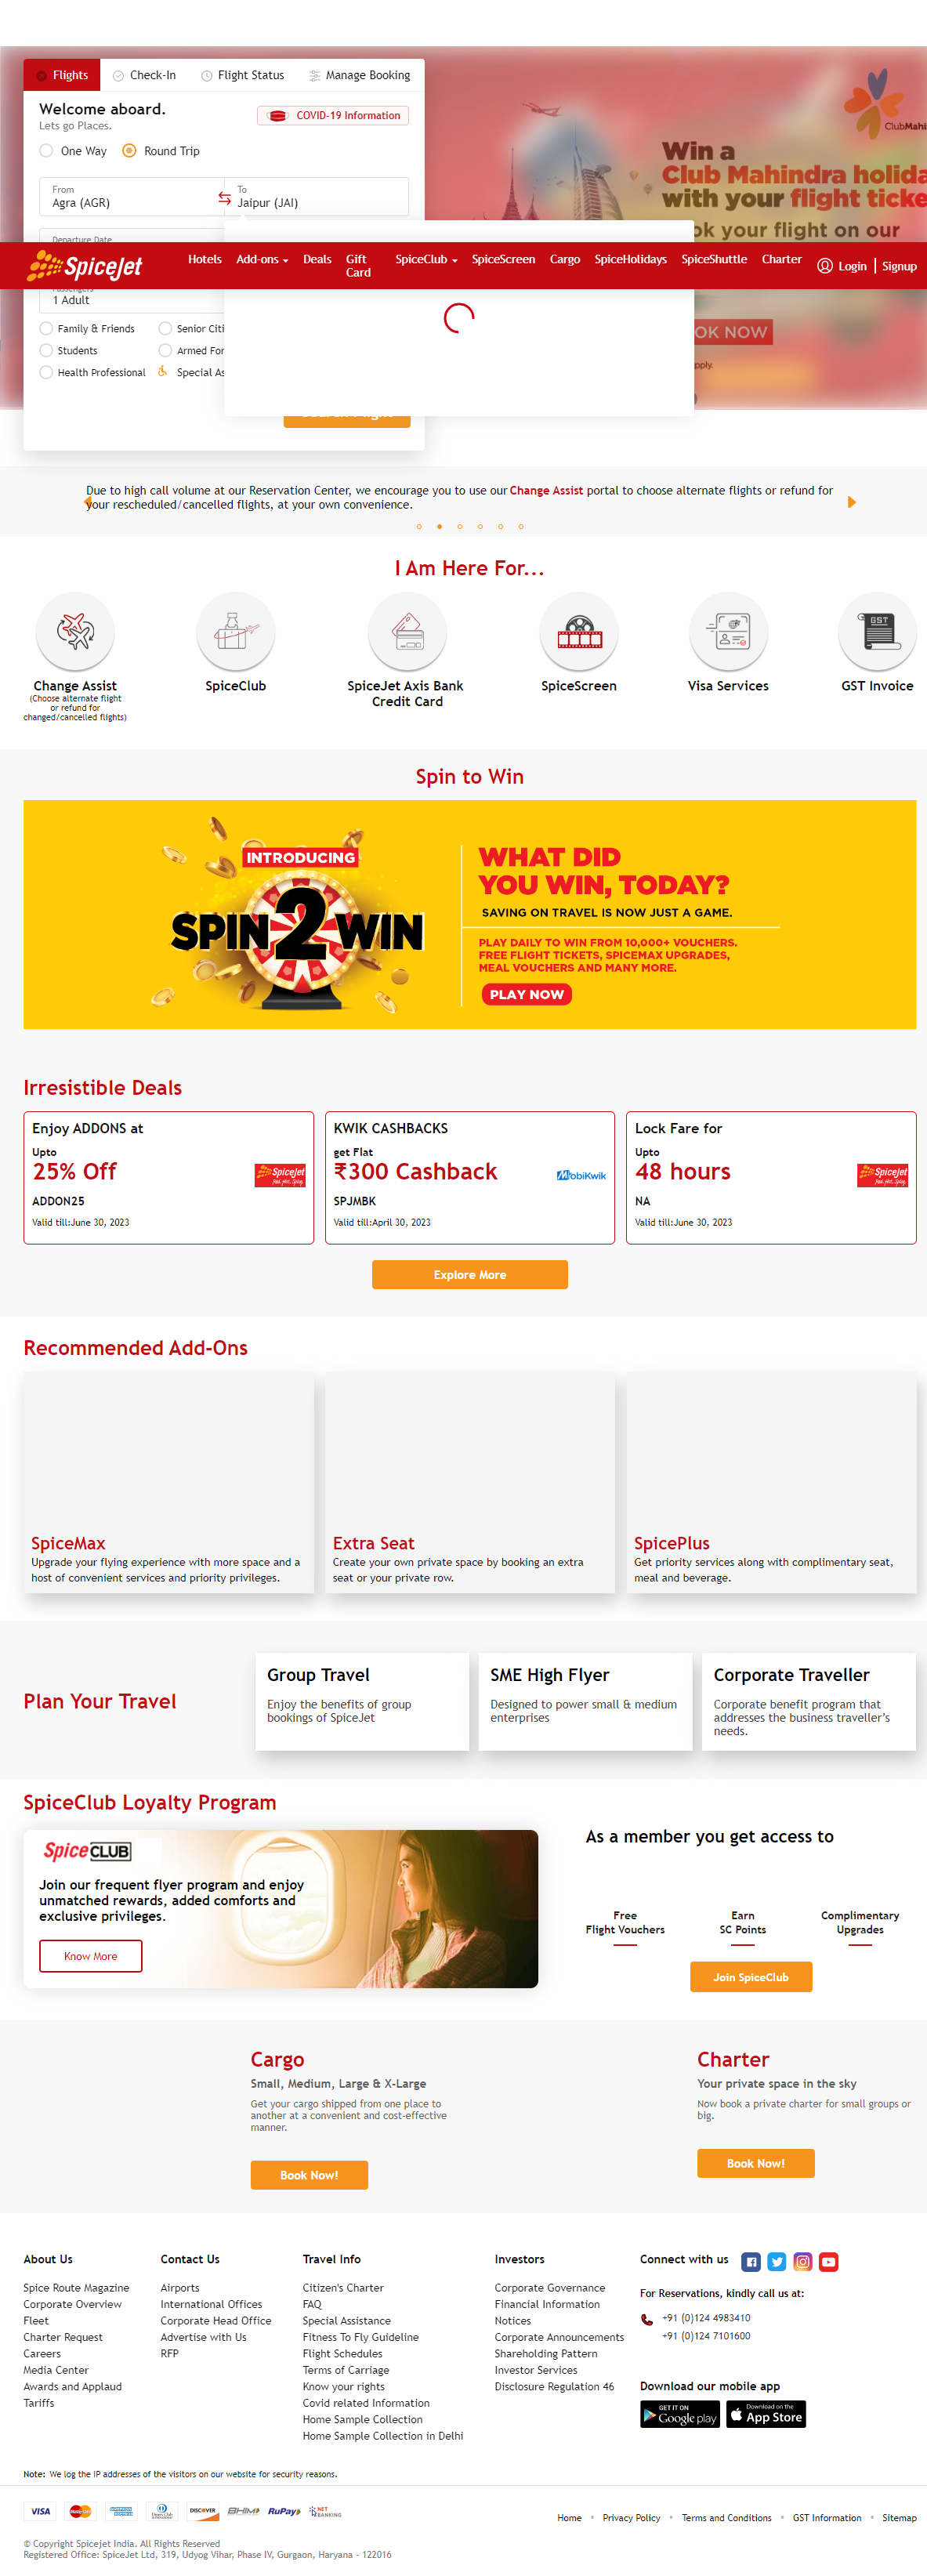 Flights
Check-In
Flight Status
Manage Booking
Welcome aboard.
Lets go Places.
COVID-19 Information
One Way
Round Trip
From
Agra (AGR)
To
Jaipur (JAI)
Departure Date
Win a
Club Mahindra holida
with your flight ticke
ok your flight on our
ClubMahi
SpiceJet
Hotels
Add-ons
Deals
Gift
Card
SpiceClub
SpiceScreen
Cargo
SpiceHolidays
SpiceShuttle
Charter
Login
Signup
Passengers
1 Adult
Family & Friends
Senior Citi
Students
Armed For
Health Professional
Special As
OK NOW
pply.
Due to high call volume at our Reservation Center, we encourage you to use our Change Assist portal to choose alternate flights or refund for
your rescheduled/cancelled flights, at your own convenience.
I Am Here For...
Change Assist
(Choose alternate flight
or refund for
changed/cancelled flights)
SpiceClub
SpiceJet Axis Bank
Credit Card
SpiceScreen
Visa Services
GST
GST Invoice
Spin to Win
INTRODUCING
SPIN 2 WIN
WHAT DID
YOU WIN, TODAY?
SAVING ON TRAVEL IS NOW JUST A GAME.
PLAY DAILY TO WIN FROM 10,000+ VOUCHERS.
FREE FLIGHT TICKETS, SPICEMAX UPGRADES,
MEAL VOUCHERS AND MANY MORE.
PLAY NOW
Irresistible Deals
Enjoy ADDONS at
Upto
25% Off
SpiceJet
ADDON25
Valid till:June 30, 2023
KWIK CASHBACKS
get Flat
₹300 Cashback
MobiKwik
SPJMBK
Valid till:April 30, 2023
Lock Fare for
Upto
48 hours
SpiceJet
NA
Valid till:June 30, 2023
Explore More
Recommended Add-Ons
SpiceMax
Upgrade your flying experience with more space and a
host of convenient services and priority privileges.
Extra Seat
Create your own private space by booking an extra
seat or your private row.
SpicePlus
Get priority services along with complimentary seat,
meal and beverage.
Plan Your Travel
Group Travel
Enjoy the benefits of group
bookings of SpiceJet
SME High Flyer
Designed to power small & medium
enterprises
Corporate Traveller
Corporate benefit program that
addresses the business traveller's
needs.
SpiceClub Loyalty Program
Spice CLUB
Join our frequent flyer program and enjoy
unmatched rewards, added comforts and
exclusive privileges.
Know More
As a member you get access to
Free
Flight Vouchers
Earn
SC Points
Complimentary
Upgrades
Join SpiceClub
Cargo
Small, Medium, Large & X-Large
Get your cargo shipped from one place to
another at a convenient and cost-effective
manner.
Book Now!
Charter
Your private space in the sky
Now book a private charter for small groups or
big.
Book Now!
About Us
Spice Route Magazine
Corporate Overview
Fleet
Charter Request
Careers
Media Center
Awards and Applaud
Tariffs
Contact Us
Airports
International Offices
Corporate Head Office
Advertise with Us
RFP
Travel Info
Citizen's Charter
FAQ
Special Assistance
Fitness To Fly Guideline
Flight Schedules
Terms of Carriage
Know your rights
Covid related Information
Home Sample Collection
Home Sample Collection in Delhi
Investors
Corporate Governance
Financial Information
Notices
Corporate Announcements
Shareholding Pattern
Investor Services
Disclosure Regulation 46
Connect with us
For Reservations, kindly call us at:
+91 (0)124 4983410
+91 (0)124 7101600
Download our mobile app
GET IT ON
Google play
Download on the
App Store
Note: We log the IP addresses of the visitors on our website for security reasons.
VISA
MasterCard
Diners Club
DISCOVER
BHIM
RuPay
NET
BANKING
Home
Privacy Policy
Terms and Conditions
GST Information
Sitemap
© Copyright Spicejet India. All Rights Reserved
Registered Office: SpiceJet Ltd, 319, Udyog Vihar, Phase IV, Gurgaon, Haryana - 122016